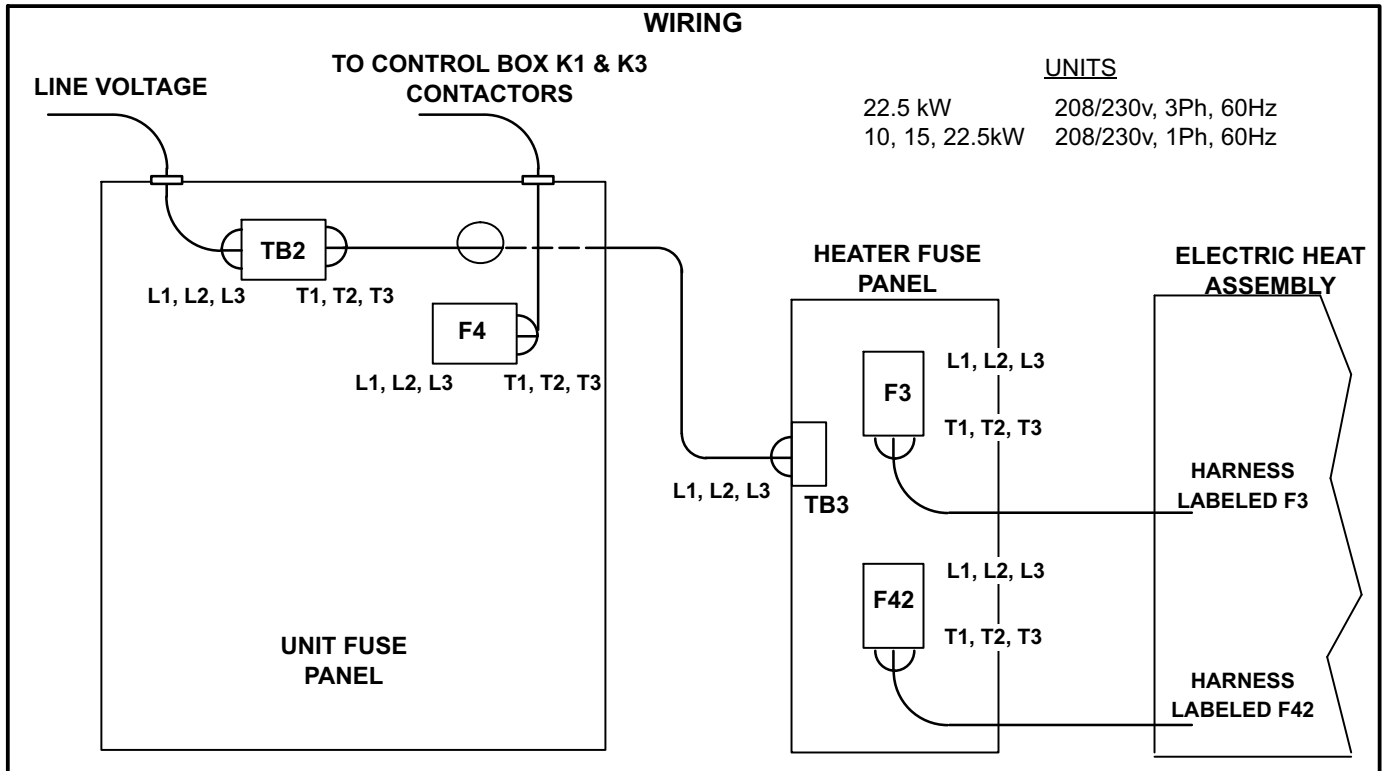 WIRING
LINE VOLTAGE
TO CONTROL BOX K1 & K3
CONTACTORS
UNITS
22.5 kW 208/230v, 3Ph, 60Hz
10, 15, 22.5kW 208/230v, 1Ph, 60Hz
TB2
L1, L2, L3 T1, T2, T3
F4
L1, L2, L3 T1, T2, T3
UNIT FUSE
PANEL
HEATER FUSE
PANEL
L1, L2, L3
F3
T1, T2, T3
L1, L2, L3
TB3
L1, L2, L3
F42
T1, T2, T3
ELECTRIC HEAT
ASSEMBLY
HARNESS
LABELED F3
HARNESS
LABELED F42